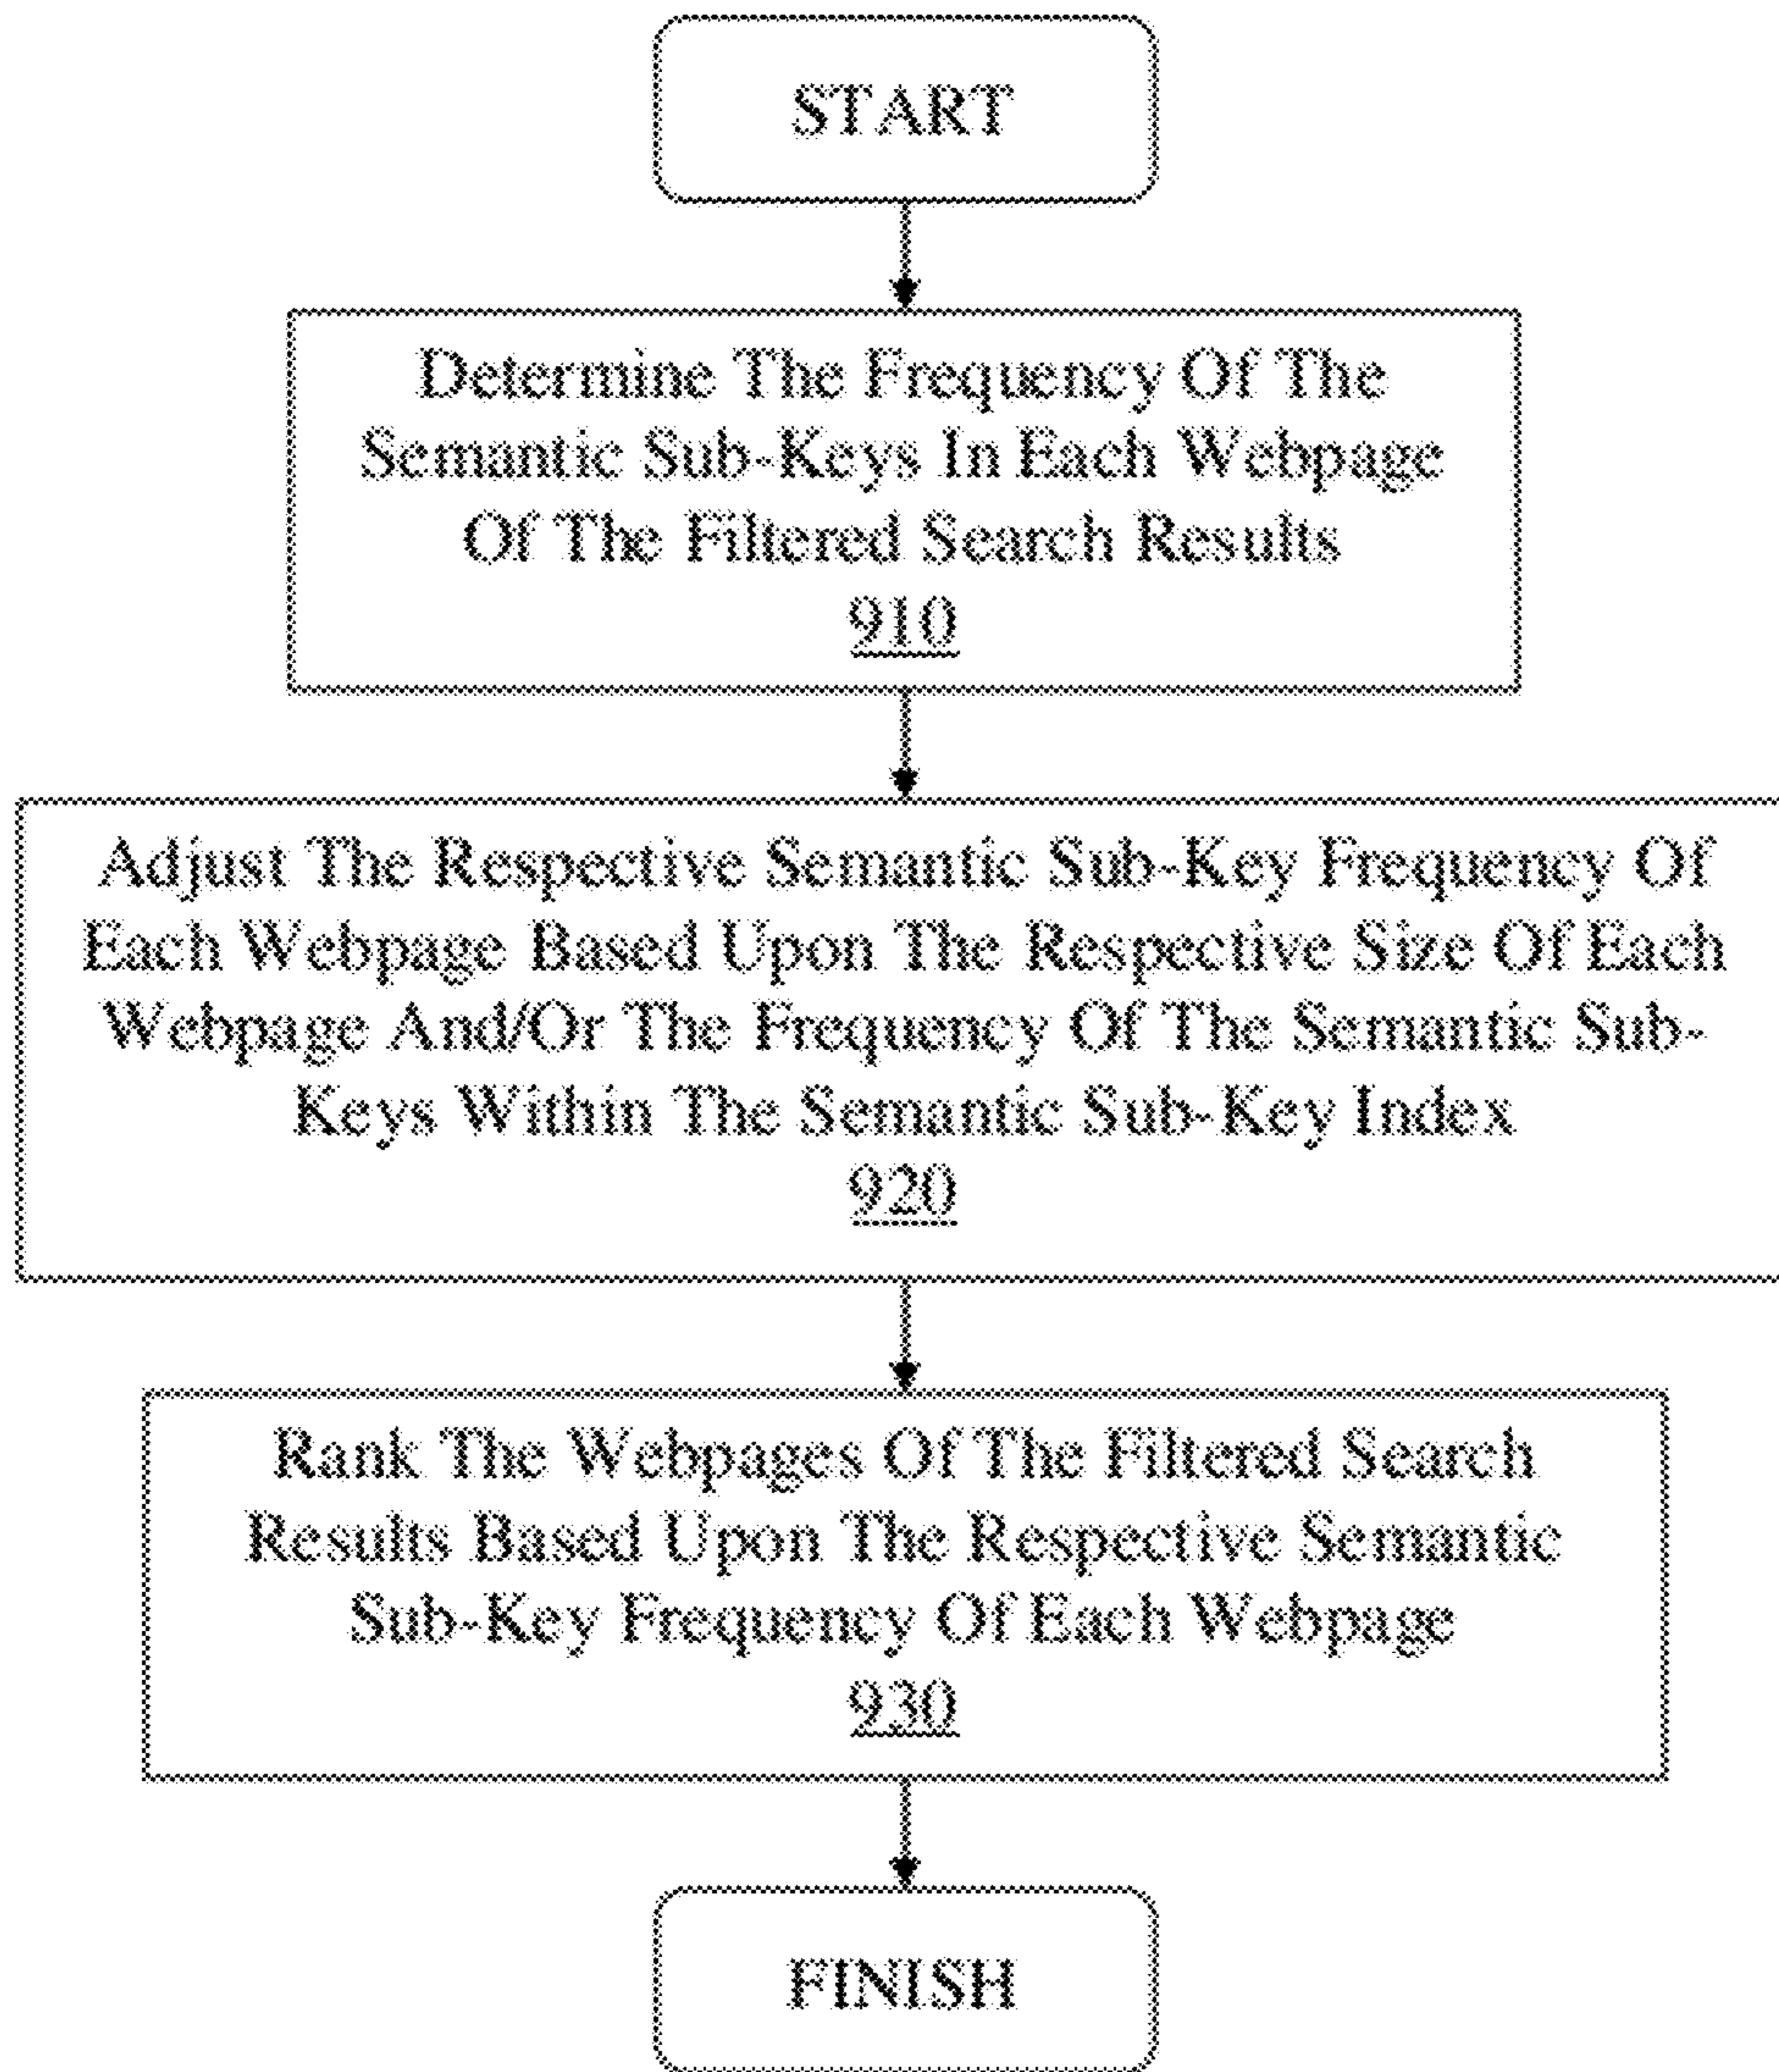 START
Determine The Frequency Of The
Semantic Sub-Keys In Each Webpage
Of The Filtered Search Results
910
Adjust The Respective Semantic Sub-Key Frequency Of
Each Webpage Based Upon The Respective Size Of Each
Webpage And/Or The Frequency Of The Semantic Sub-
Keys Within The Semantic Sub-Key Index
920
Rank The Webpages Of The Filtered Search
Results Based Upon The Respective Semantic
Sub-Key Frequency Of Each Webpage
930
FINISH